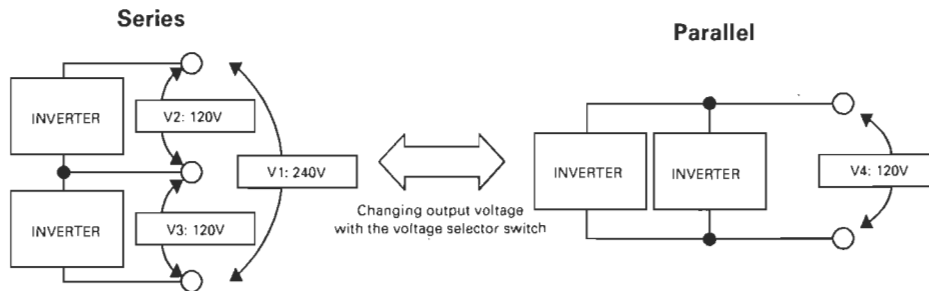 Series
Parallel
INVERTER
V2: 120V
INVERTER
V3: 120V
V1: 240V
Changing output voltage
with the voltage selector switch
INVERTER
INVERTER
V4: 120V